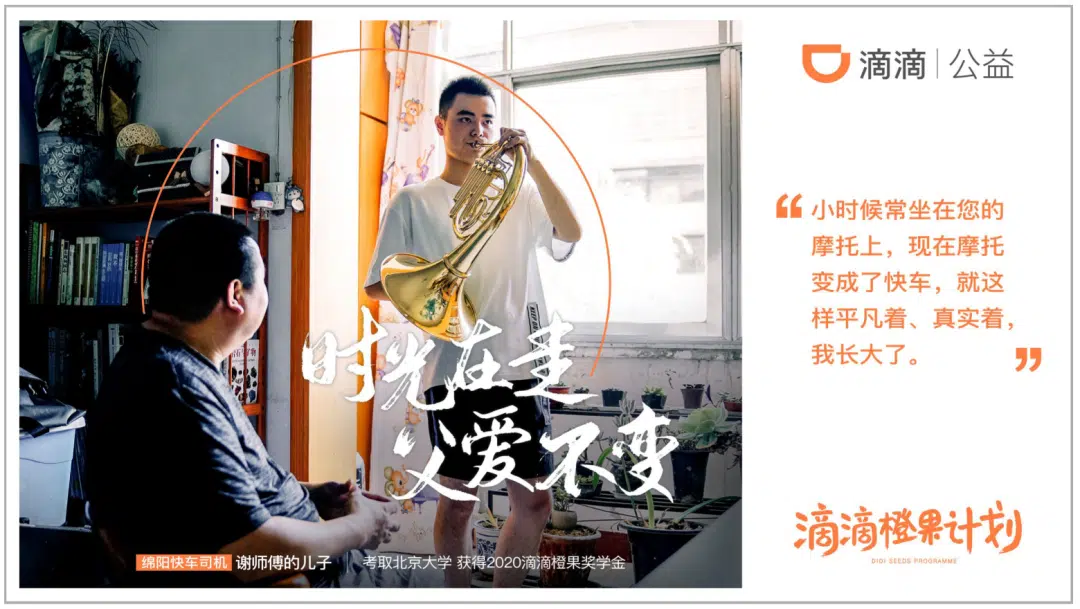 滴滴 | 公益
“小时候常坐在您的
摩托上，现在摩托
变成了快车，就这
样平凡着、真实着，
我长大了。”
时光在走
父爱不变
绵阳快车司机 谢师傅的儿子 | 考取北京大学 获得2020滴滴橙果奖学金
滴滴橙果计划
DIDI SEEDS PROGRAMME